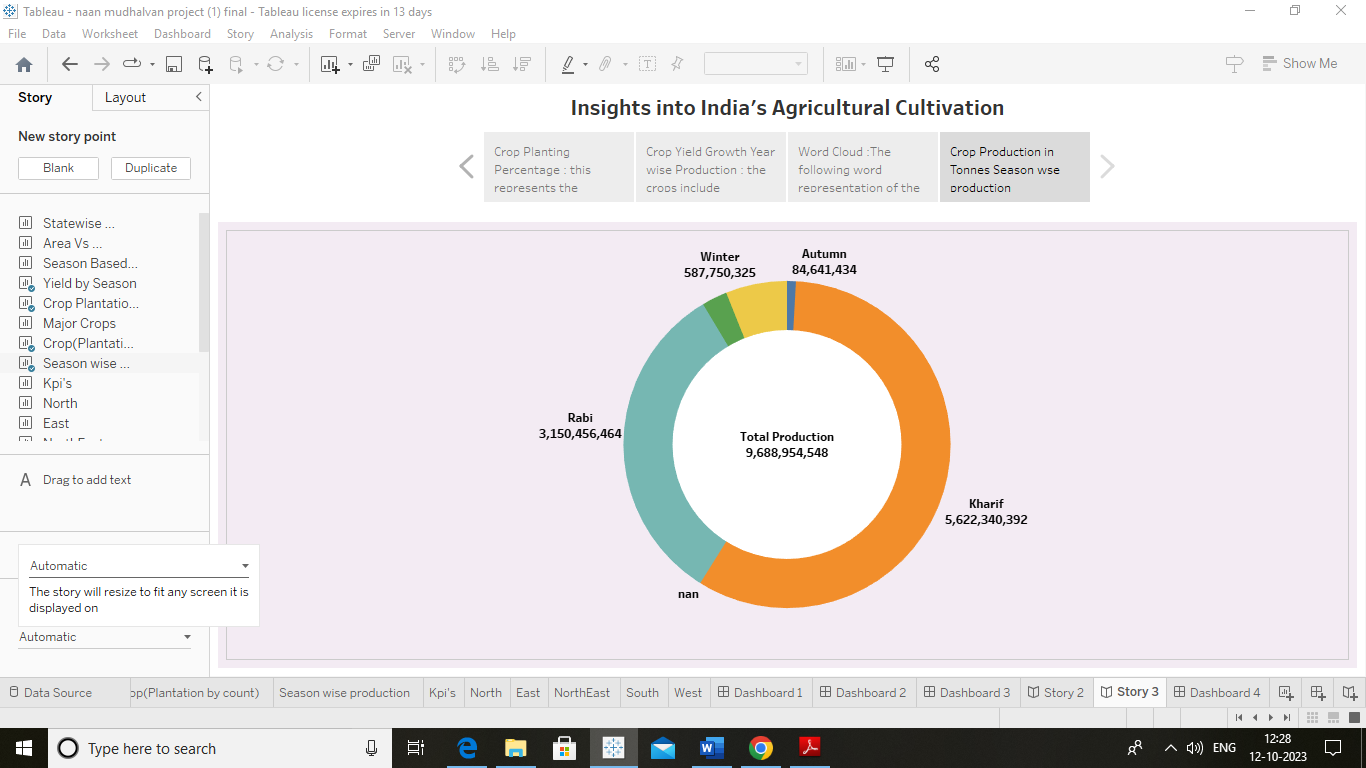 Tableau - naan mudhalvan project (1) final - Tableau license expires in 13 days
File Data Worksheet Dashboard Story Analysis Format Server Window Help
Show Me
Story Layout
New story point
Blank Duplicate
Statewise ...
Area Vs ...
Season Based...
Yield by Season
Crop Plantatio...
Major Crops
Crop(Plantati...
Season wise ...
Kpi's
North
East
A Drag to add text
Automatic
The story will resize to fit any screen it is
displayed on
Automatic
Insights into India's Agricultural Cultivation
Crop Planting
Percentage : this
represents the
Crop Yield Growth Year
wise Production : the
crops include
Word Cloud :The
following word
representation of the
Crop Production in
Tonnes Season wse
production
Winter
587,750,325
Autumn
84,641,434
Rabi
3,150,456,464
Total Production
9,688,954,548
Kharif
5,622,340,392
nan
Data Source op(Plantation by count) Season wise production Kpi's North East NorthEast South West Dashboard 1 Dashboard 2 Dashboard 3 Story 2 Story 3 Dashboard 4
Type here to search
ENG
12:28
12-10-2023